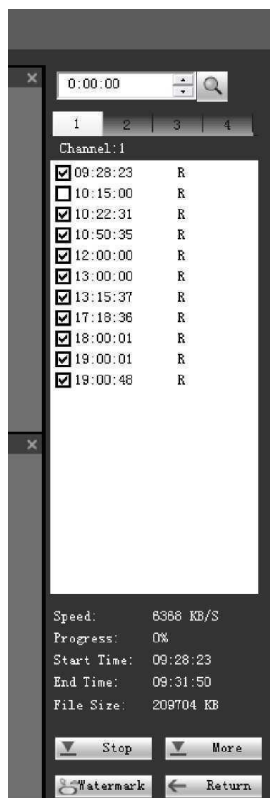 0:00:00
1 2 3 4
Channel:1
09:28:23 R
10:15:00 R
10:22:31 R
10:50:35 R
12:00:00 R
13:00:00 R
13:15:37 R
17:18:36 R
18:00:01 R
19:00:01 R
19:00:48 R
Speed: 6368 KB/S
Progress: 0%
Start Time: 09:28:23
End Time: 09:31:50
File Size: 209704 KB
Stop More
Watermark Return